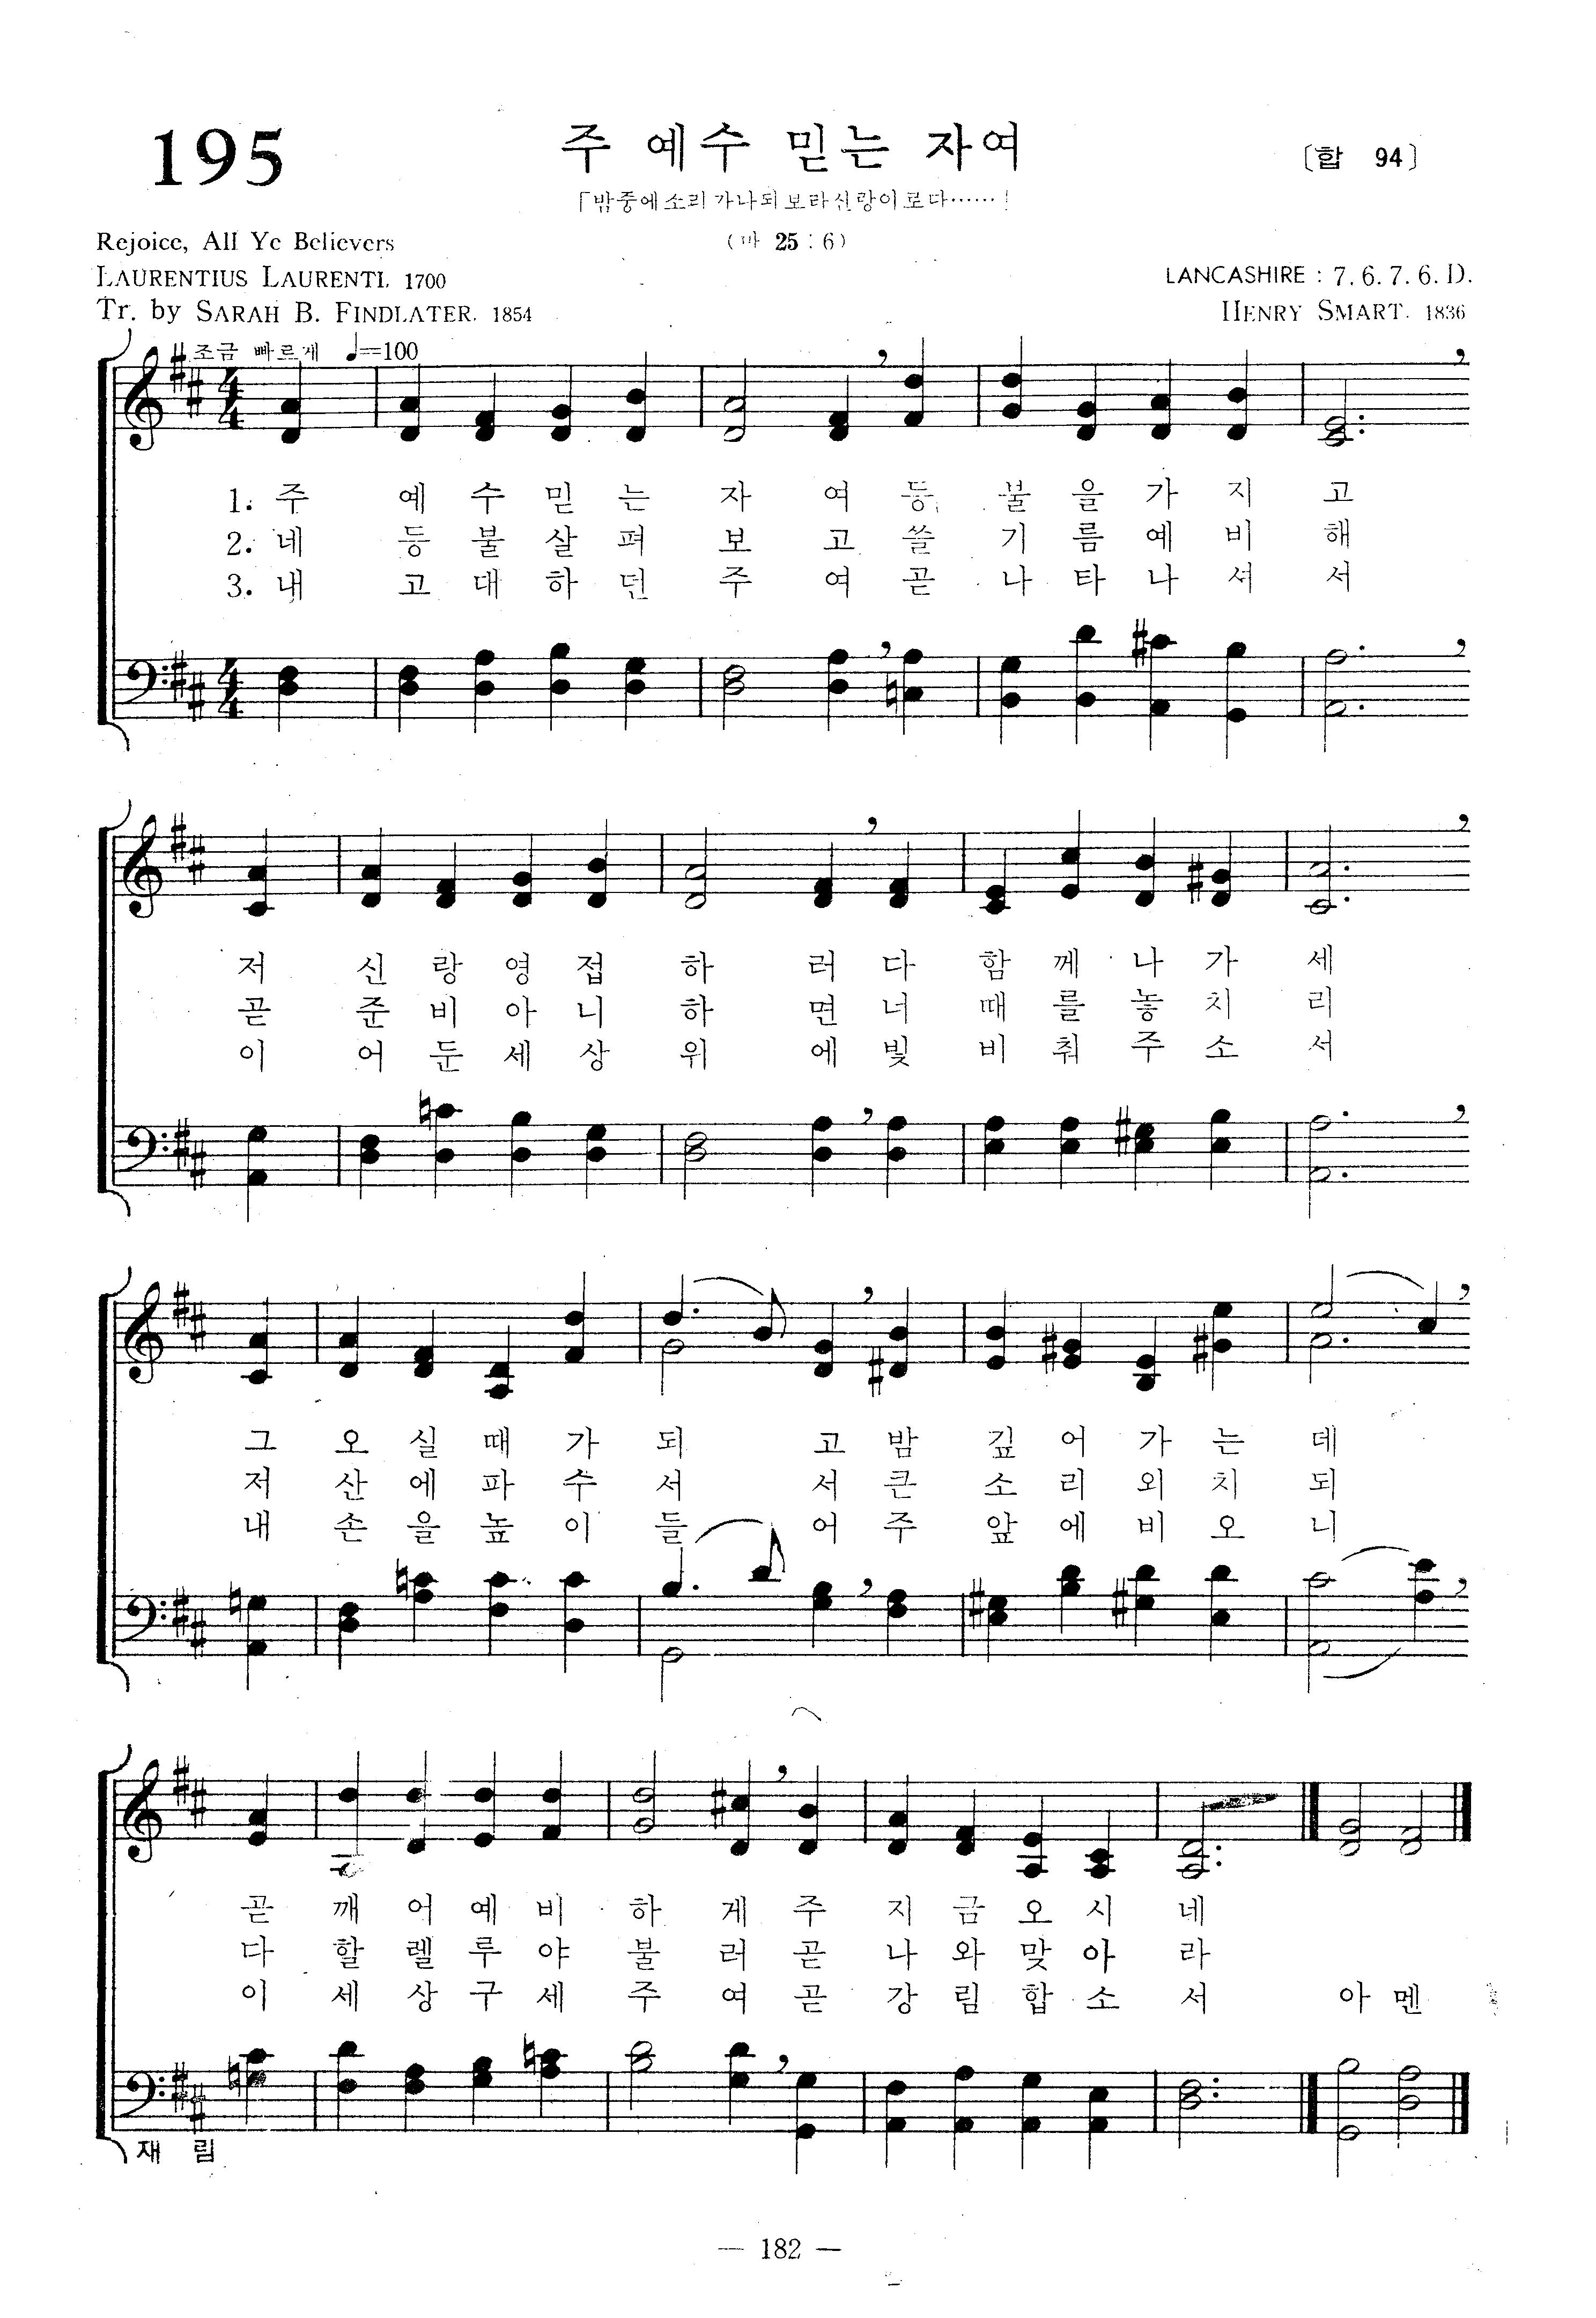 195
주 예수 믿는 자여
〔합 94〕
「밤중에 소리 가나되 보라 신랑이로다……」
Rejoice, All Ye Believers
(마 25 : 6)
LAURENTIUS LAURENTI, 1700
LANCASHIRE : 7. 6. 7. 6. D.
Tr. by SARAH B. FINDLATER, 1854
HENRY SMART, 1836
조금 빠르게 ♩=100
1. 주 예 수 믿 는 자 여 등 불 을 가 지 고
2. 네 등 불 살 펴 보 고 쓸 기 름 예 비 해
3. 내 고 대 하 던 주 여 곧 나 타 나 셔 서
저 신 랑 영 접 하 러 다 함 께 나 가 세
곧 준 비 아 니 하 면 너 때 를 놓 치 리
이 어 둔 세 상 위 에 빛 비 춰 주 소 서
그 오 실 때 가 되 고 밤 깊 어 가 는 데
저 산 에 파 수 서 서 큰 소 리 외 치 되
내 손 을 높 이 들 어 주 앞 에 비 오 니
곧 깨 어 예 비 하 게 주 지 금 오 시 네
다 할 렐 루 야 불 러 곧 나 와 맞 아 라
이 세 상 구 세 주 여 곧 강 림 합 소 서 아 멘
재 림
— 182 —